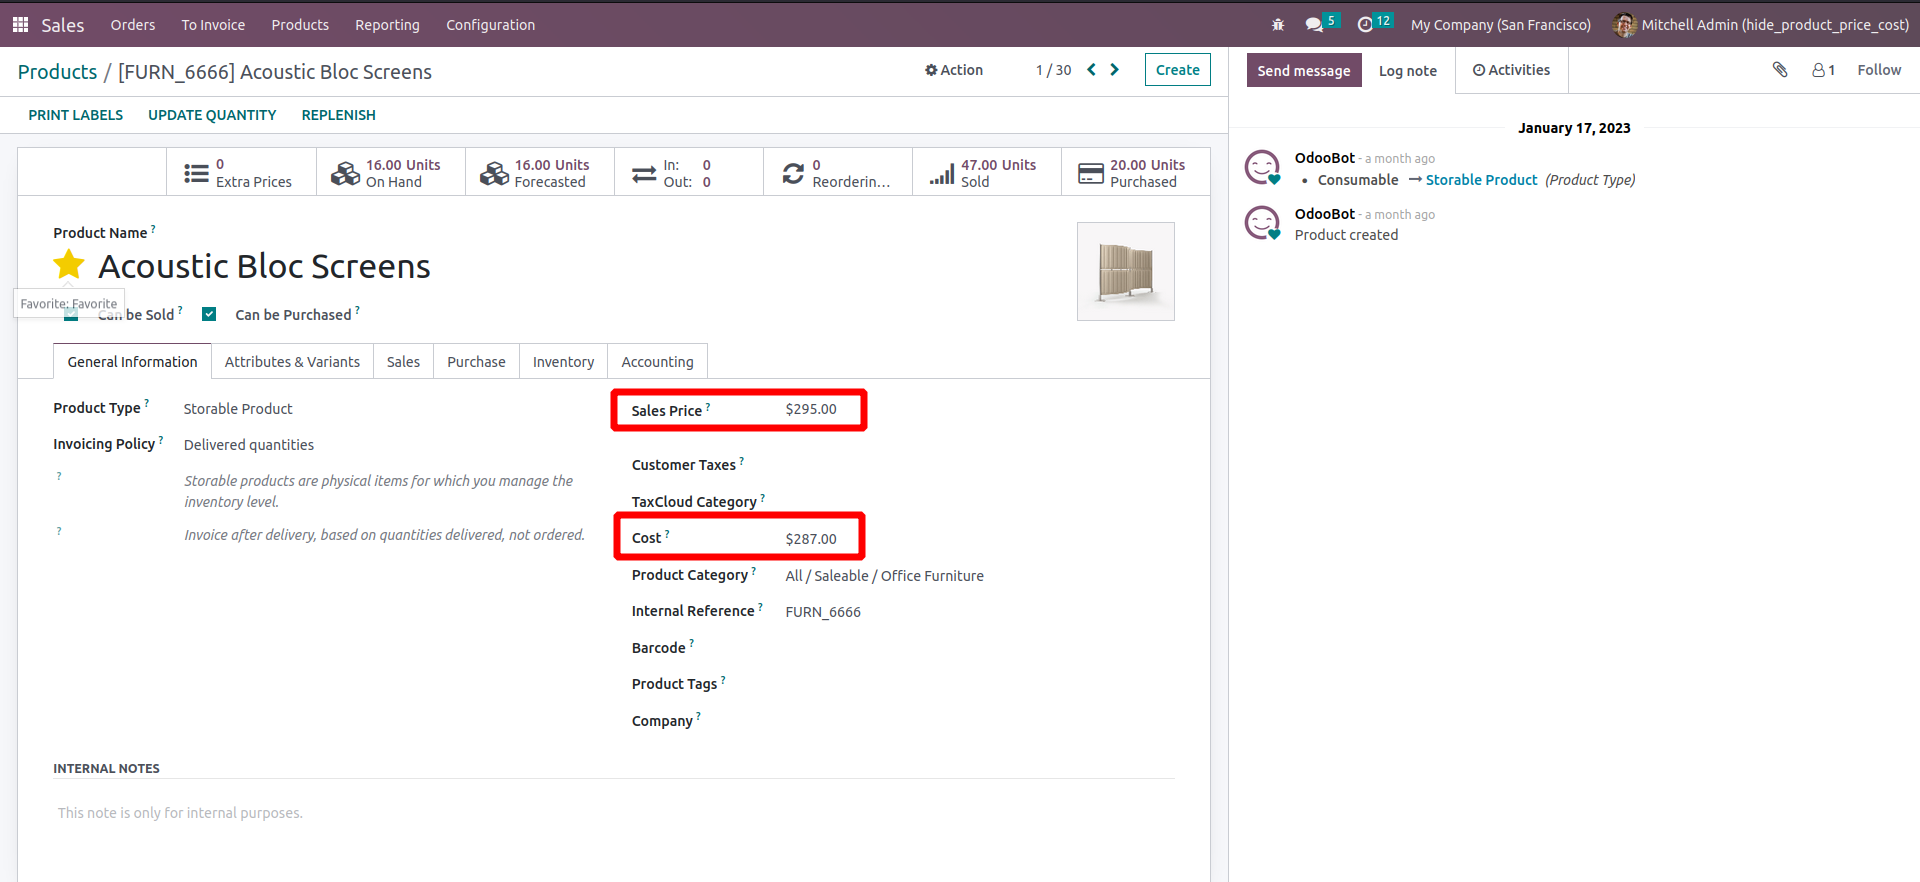 Sales Orders To Invoice Products Reporting Configuration 5 12 My Company (San Francisco) Mitchell Admin (hide_product_price_cost)
Products / [FURN_6666] Acoustic Bloc Screens Action 1 / 30 Create
PRINT LABELS UPDATE QUANTITY REPLENISH
0 Extra Prices
16.00 Units On Hand
16.00 Units Forecasted
In: 0
Out: 0
0 Reorderin...
47.00 Units Sold
20.00 Units Purchased
Product Name ?
Acoustic Bloc Screens
Favorite: Favorite
Can be Sold ? Can be Purchased ?
General Information Attributes & Variants Sales Purchase Inventory Accounting
Product Type ? Storable Product
Invoicing Policy ? Delivered quantities
? Storable products are physical items for which you manage the
inventory level.
? Invoice after delivery, based on quantities delivered, not ordered.
Sales Price ? $295.00
Customer Taxes ?
TaxCloud Category ?
Cost ? $287.00
Product Category ? All / Saleable / Office Furniture
Internal Reference ? FURN_6666
Barcode ?
Product Tags ?
Company ?
INTERNAL NOTES
This note is only for internal purposes.
Send message Log note Activities 1 Follow
January 17, 2023
OdooBot - a month ago
• Consumable → Storable Product (Product Type)
OdooBot - a month ago
Product created